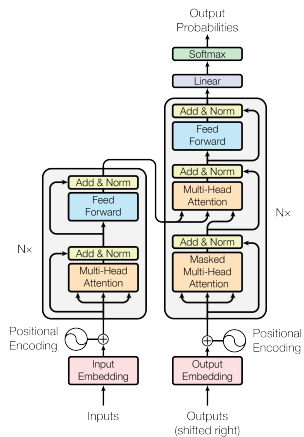 Output
Probabilities
Softmax
Linear
Add & Norm
Feed
Forward
Add & Norm
Multi-Head
Attention
Add & Norm
Masked
Multi-Head
Attention
N×
Add & Norm
Feed
Forward
Add & Norm
Multi-Head
Attention
N×
Positional
Encoding
Positional
Encoding
Input
Embedding
Output
Embedding
Inputs
Outputs
(shifted right)